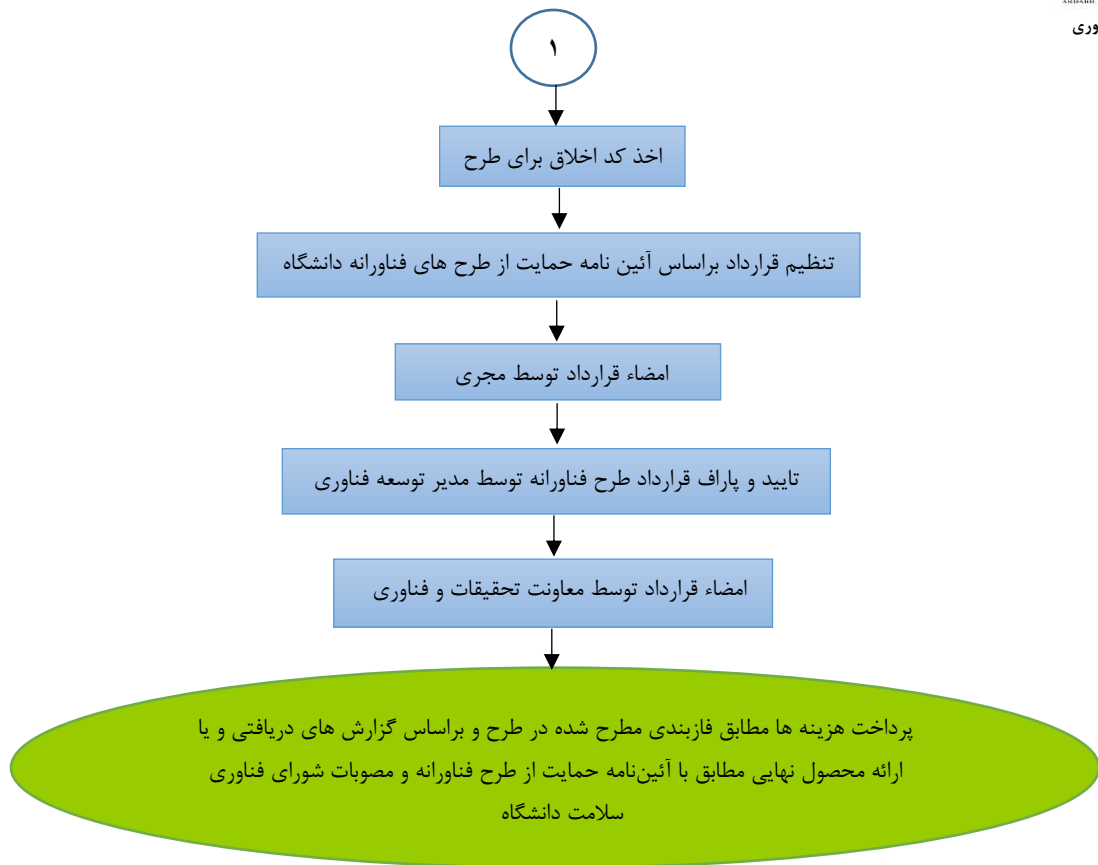 وری
۱
اخذ کد اخلاق برای طرح
تنظیم قرارداد براساس آئین نامه حمایت از طرح های فناورانه دانشگاه
امضاء قرارداد توسط مجری
تایید و پاراف قرارداد طرح فناورانه توسط مدیر توسعه فناوری
امضاء قرارداد توسط معاونت تحقیقات و فناوری
پرداخت هزینه ها مطابق فازبندی مطرح شده در طرح و براساس گزارش های دریافتی و یا
ارائه محصول نهایی مطابق با آئین‌نامه حمایت از طرح فناورانه و مصوبات شورای فناوری
سلامت دانشگاه